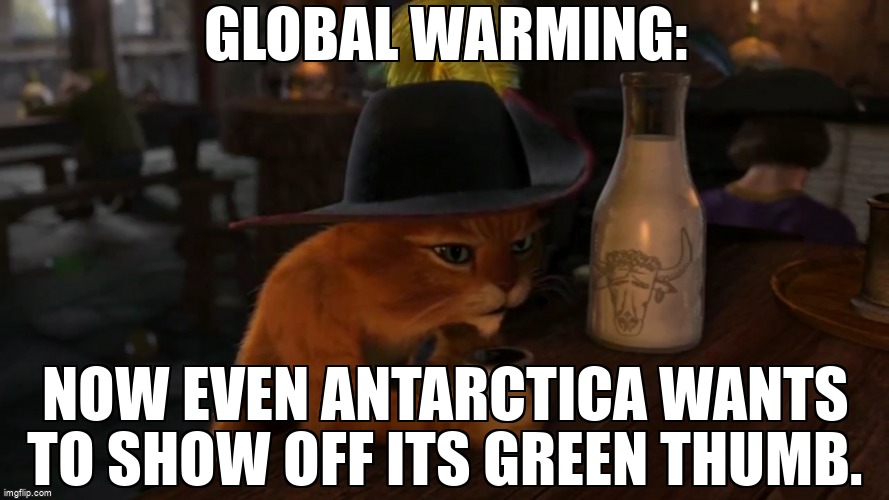 GLOBAL WARMING:
NOW EVEN ANTARCTICA WANTS
TO SHOW OFF ITS GREEN THUMB.
imgflip.com